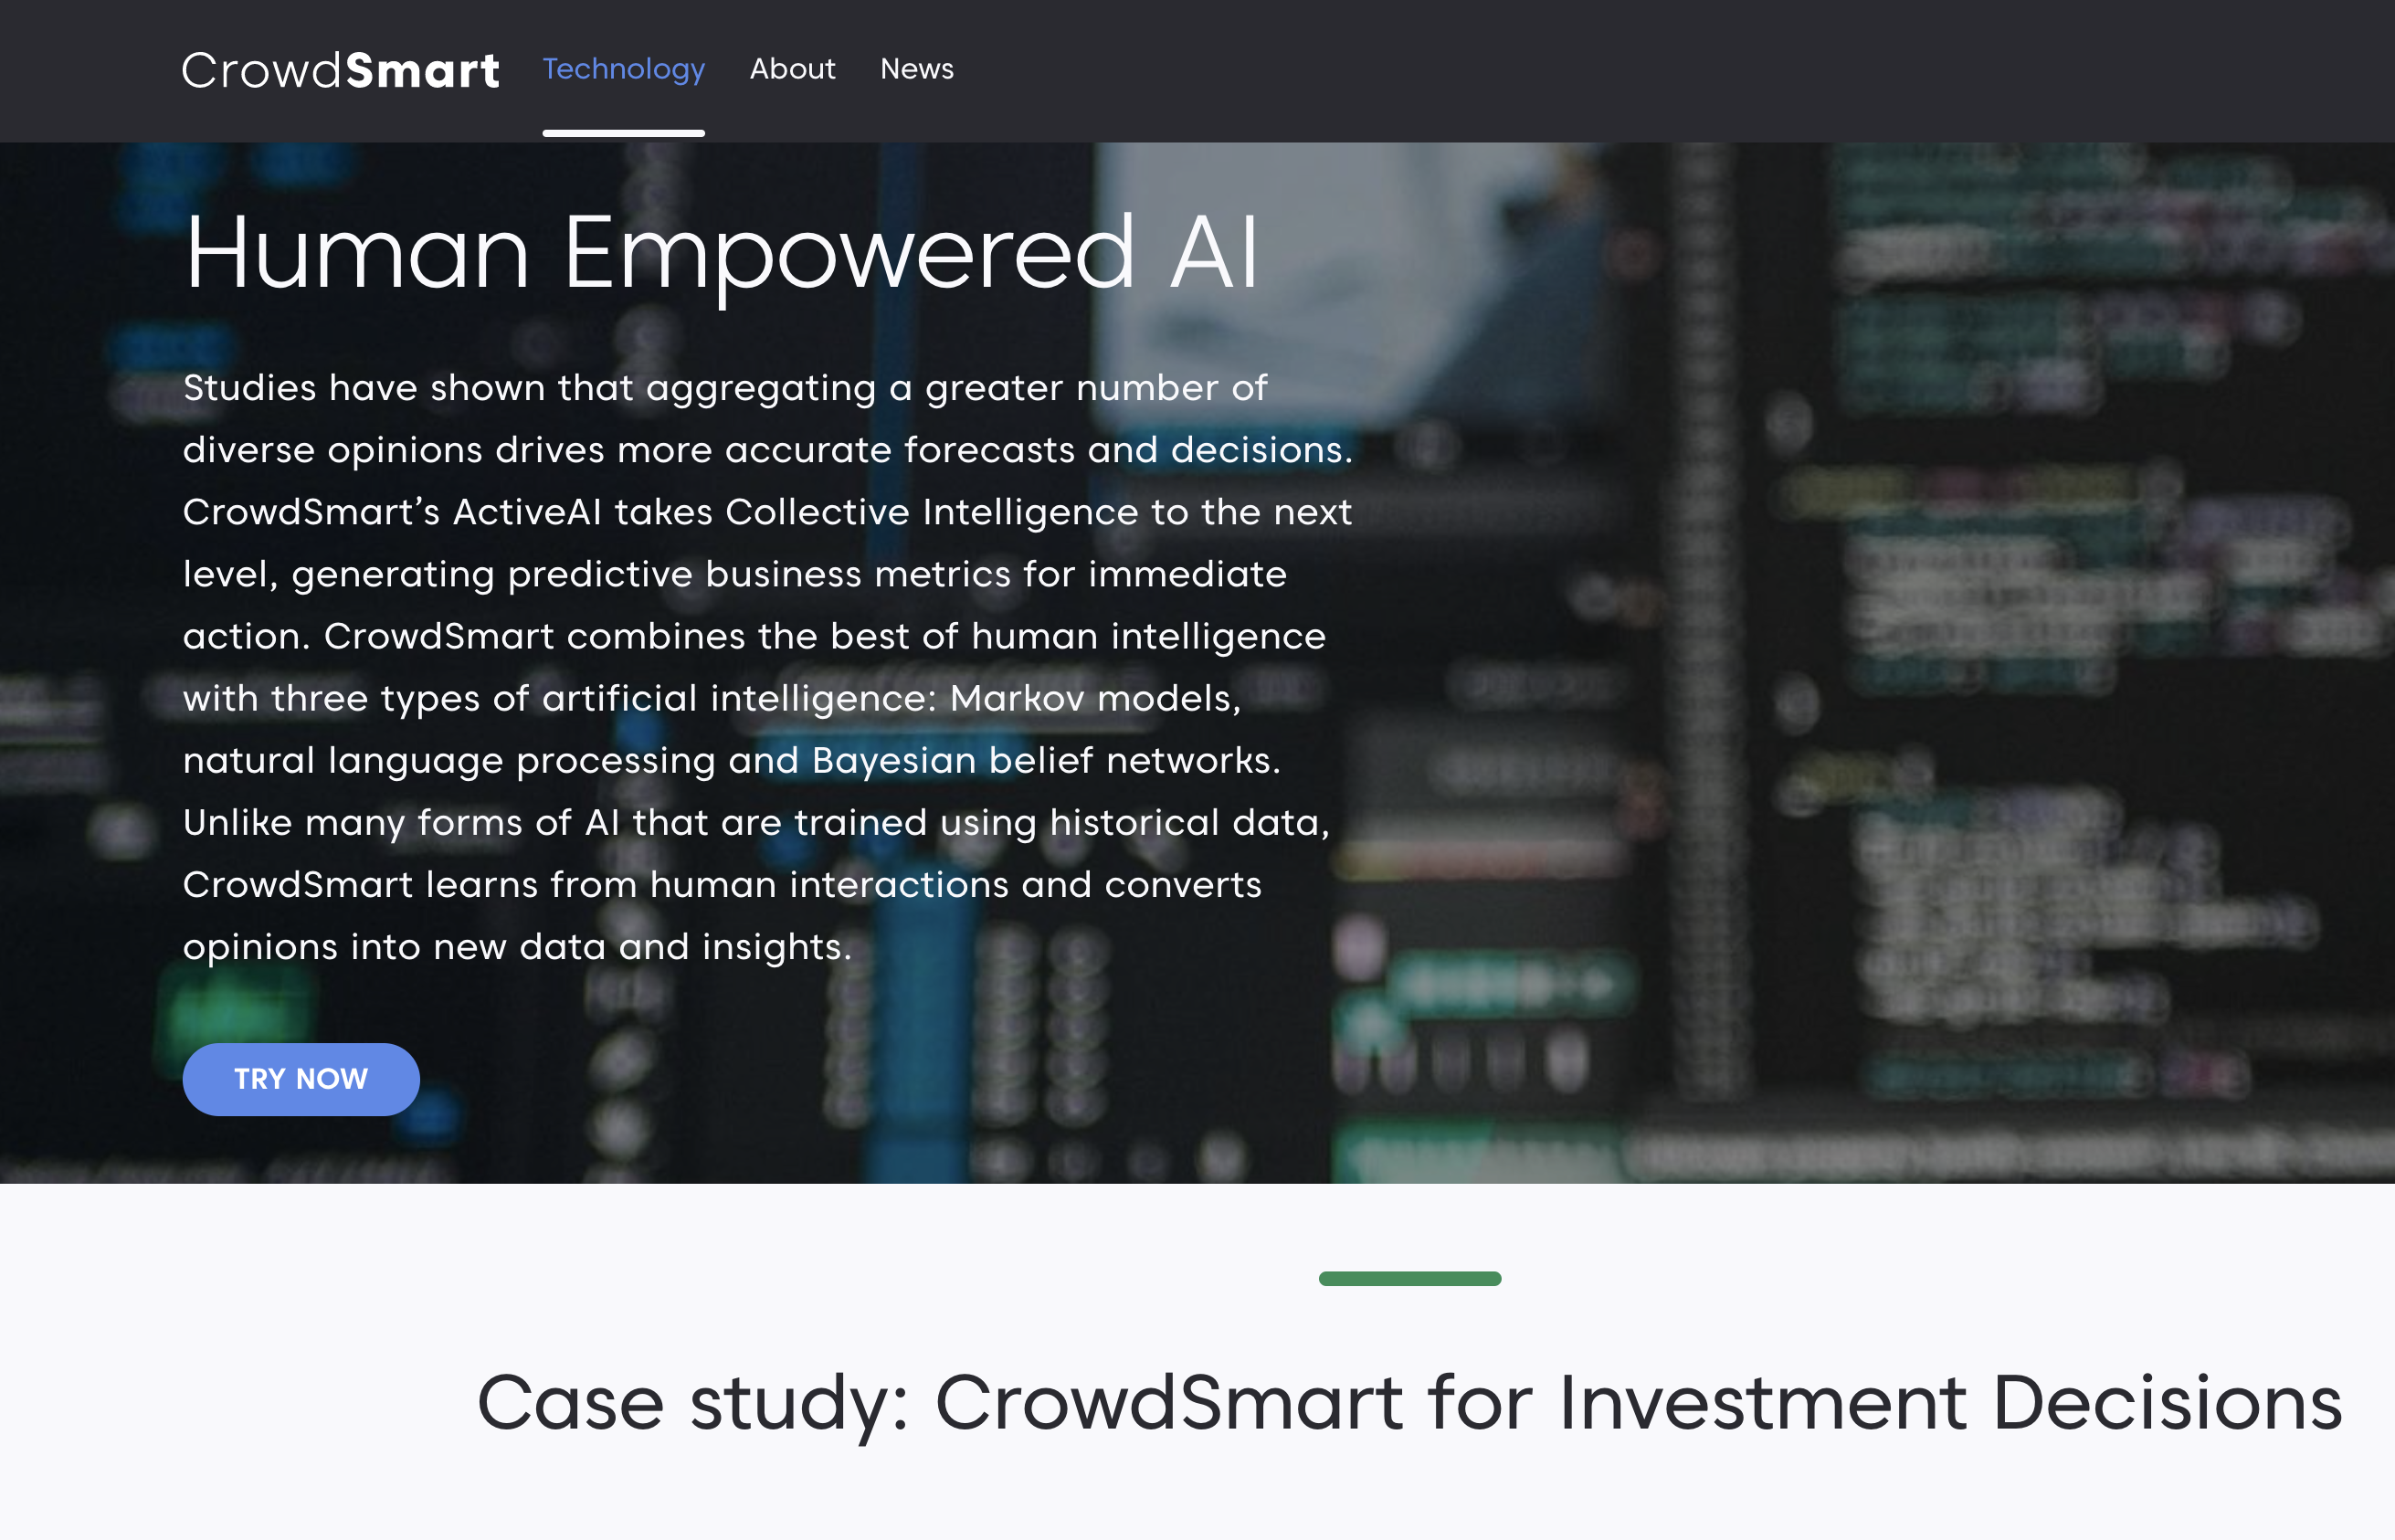 CrowdSmart Technology About News
Human Empowered AI
Studies have shown that aggregating a greater number of
diverse opinions drives more accurate forecasts and decisions.
CrowdSmart’s ActiveAI takes Collective Intelligence to the next
level, generating predictive business metrics for immediate
action. CrowdSmart combines the best of human intelligence
with three types of artificial intelligence: Markov models,
natural language processing and Bayesian belief networks.
Unlike many forms of AI that are trained using historical data,
CrowdSmart learns from human interactions and converts
opinions into new data and insights.
TRY NOW
Case study: CrowdSmart for Investment Decisions